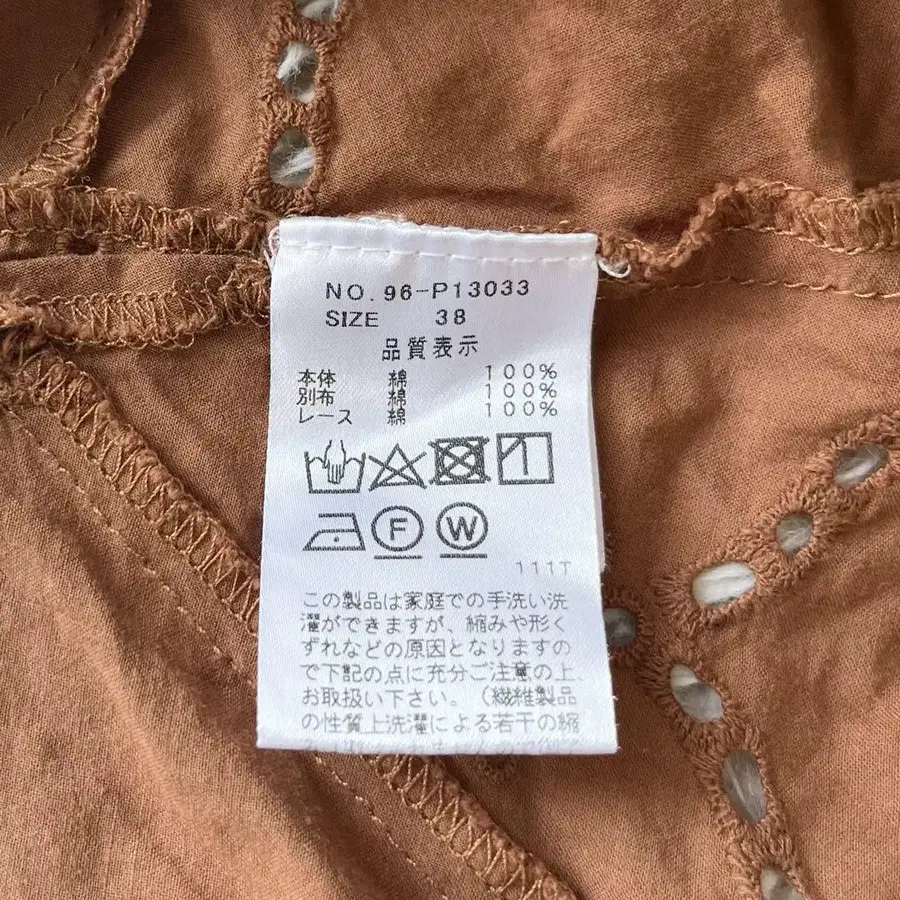 NO. 96-P13033
SIZE 38
品質表示
本体 綿 100%
別布 綿 100%
レース 綿 100%
F W
111T
この製品は家庭での手洗い洗
濯ができますが、縮みや形く
ずれなどの原因となりますの
で下記の点に充分ご注意の上、
お取扱い下さい。(繊維製品
の性質上洗濯による若干の縮